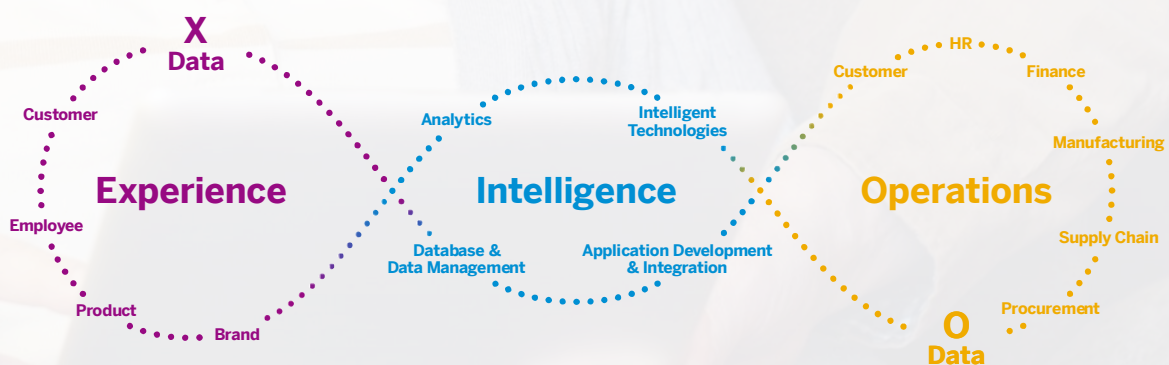 X
Data
Customer
Experience
Employee
Product
Brand
Analytics
Intelligent
Technologies
Intelligence
Database &
Data Management
Application Development
& Integration
Customer
HR
Finance
Manufacturing
Operations
Supply Chain
Procurement
O
Data